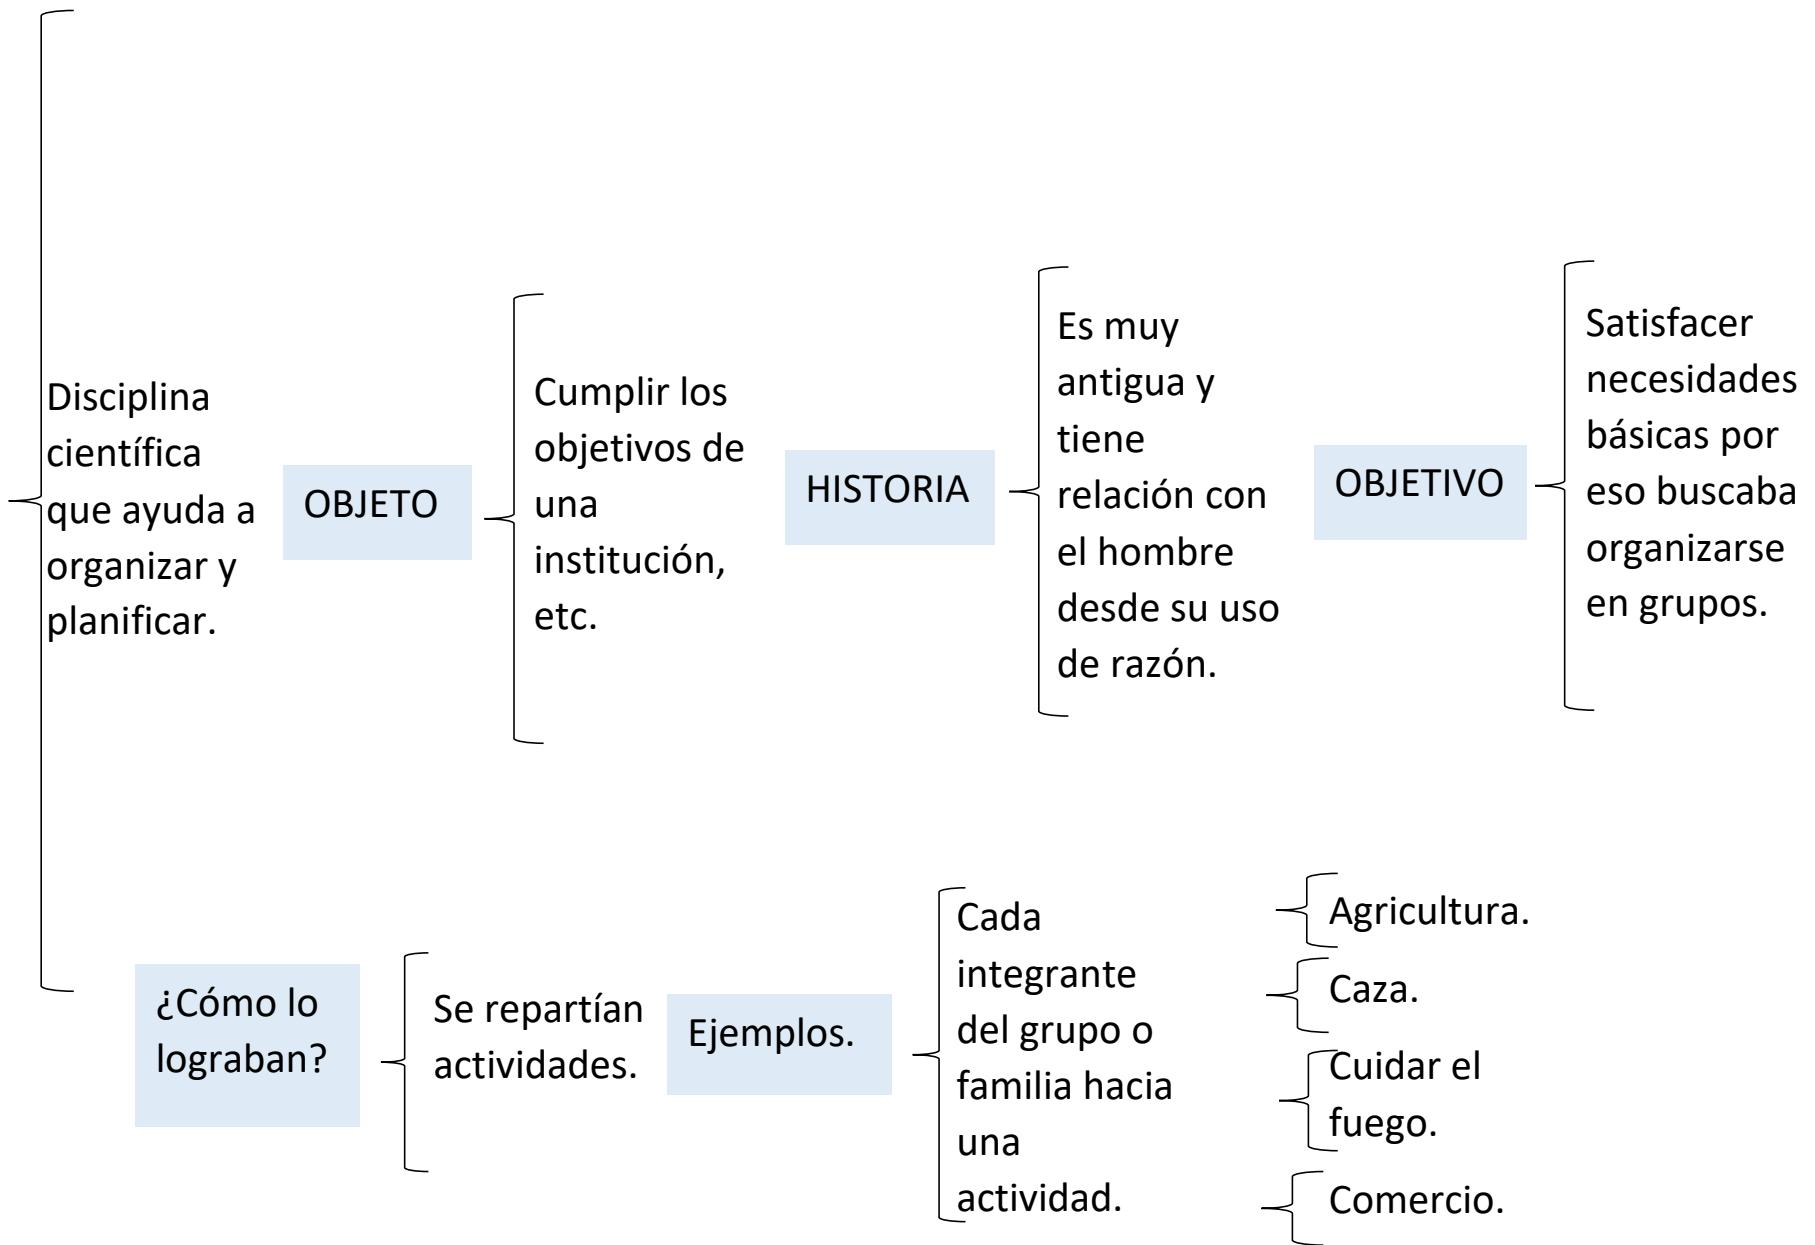 Disciplina
científica
que ayuda a
organizar y
planificar.
OBJETO
Cumplir los
objetivos de
una
institución,
etc.
HISTORIA
Es muy
antigua y
tiene
relación con
el hombre
desde su uso
de razón.
OBJETIVO
Satisfacer
necesidades
básicas por
eso buscaba
organizarse
en grupos.
¿Cómo lo
lograban?
Se repartían
actividades.
Ejemplos.
Cada
integrante
del grupo o
familia hacia
una
actividad.
Agricultura.
Caza.
Cuidar el
fuego.
Comercio.